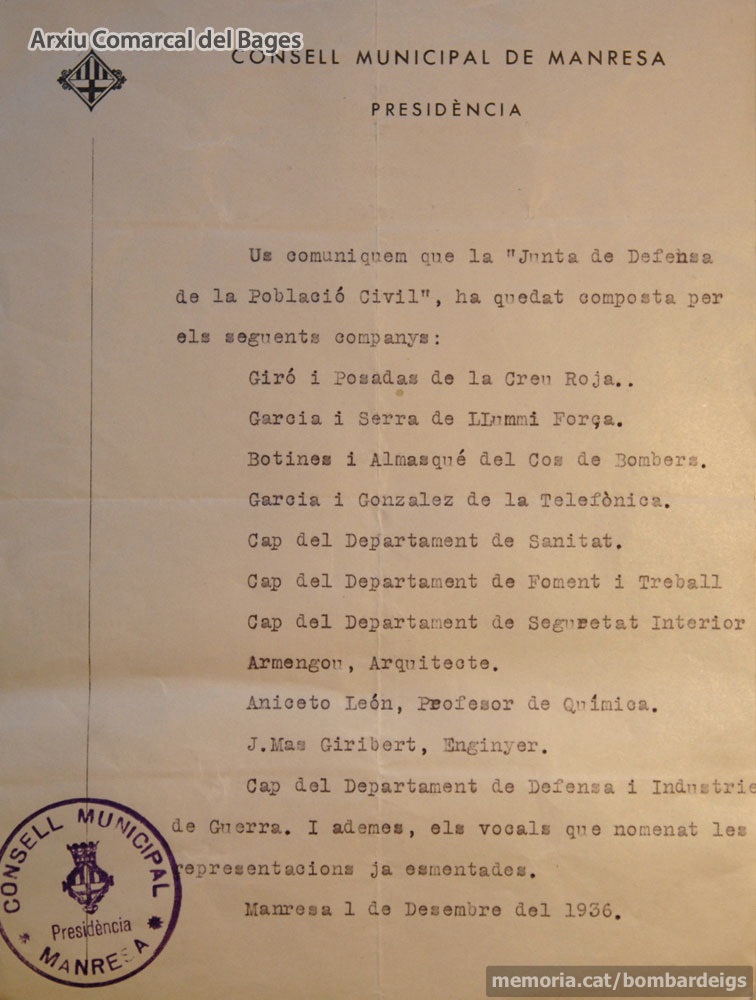 Arxiu Comarcal del Bages
CONSELL MUNICIPAL DE MANRESA
PRESIDÈNCIA
Us comuniquem que la "Junta de Defensa
de la Població Civil", ha quedat composta per
els seguents companys:
Giró i Posadas de la Creu Roja..
Garcia i Serra de LLummi Força.
Botines i Almasqué del Cos de Bombers.
Garcia i Gonzalez de la Telefònica.
Cap del Departament de Sanitat.
Cap del Departament de Foment i Treball
Cap del Departament de Seguretat Interior
Armengou, Arquitecte.
Aniceto León, Profesor de Química.
J.Mas Giribert, Enginyer.
Cap del Departament de Defensa i Industrie
de Guerra. I ademes, els vocals que nomenat les
representacions ja esmentades.
Manresa 1 de Desembre del 1936.
CONSELL MUNICIPAL
Presidència
* MANRESA *
memoria.cat/bombardeigs